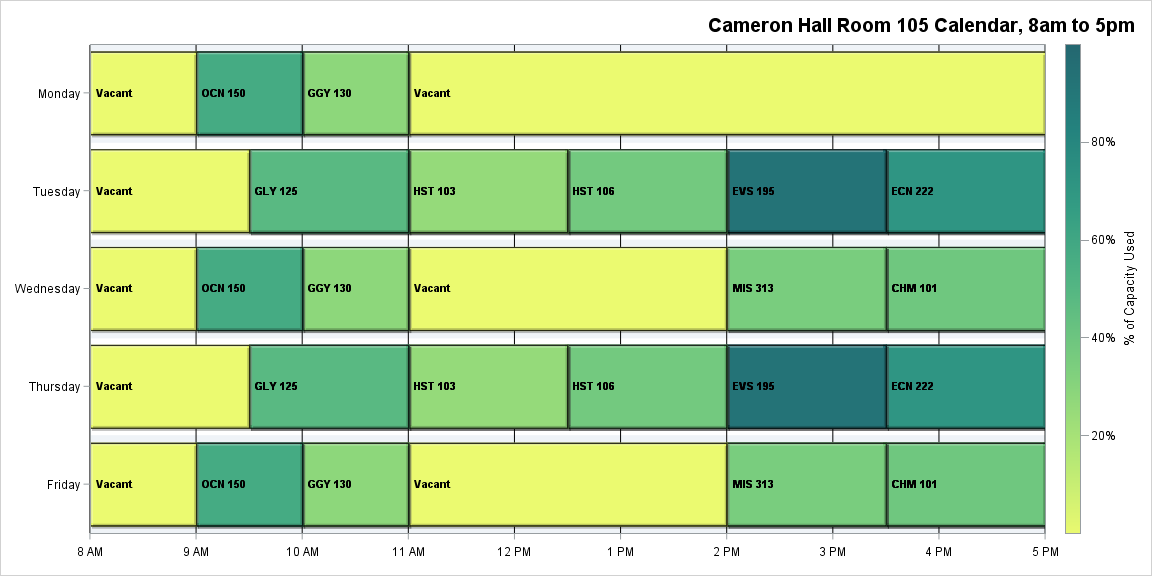 Cameron Hall Room 105 Calendar, 8am to 5pm
Monday
Vacant
OCN 150
GGY 130
Vacant
Tuesday
Vacant
GLY 125
HST 103
HST 106
EVS 195
ECN 222
Wednesday
Vacant
OCN 150
GGY 130
Vacant
MIS 313
CHM 101
Thursday
Vacant
GLY 125
HST 103
HST 106
EVS 195
ECN 222
Friday
Vacant
OCN 150
GGY 130
Vacant
MIS 313
CHM 101
8 AM
9 AM
10 AM
11 AM
12 PM
1 PM
2 PM
3 PM
4 PM
5 PM
80%
60%
40%
20%
% of Capacity Used